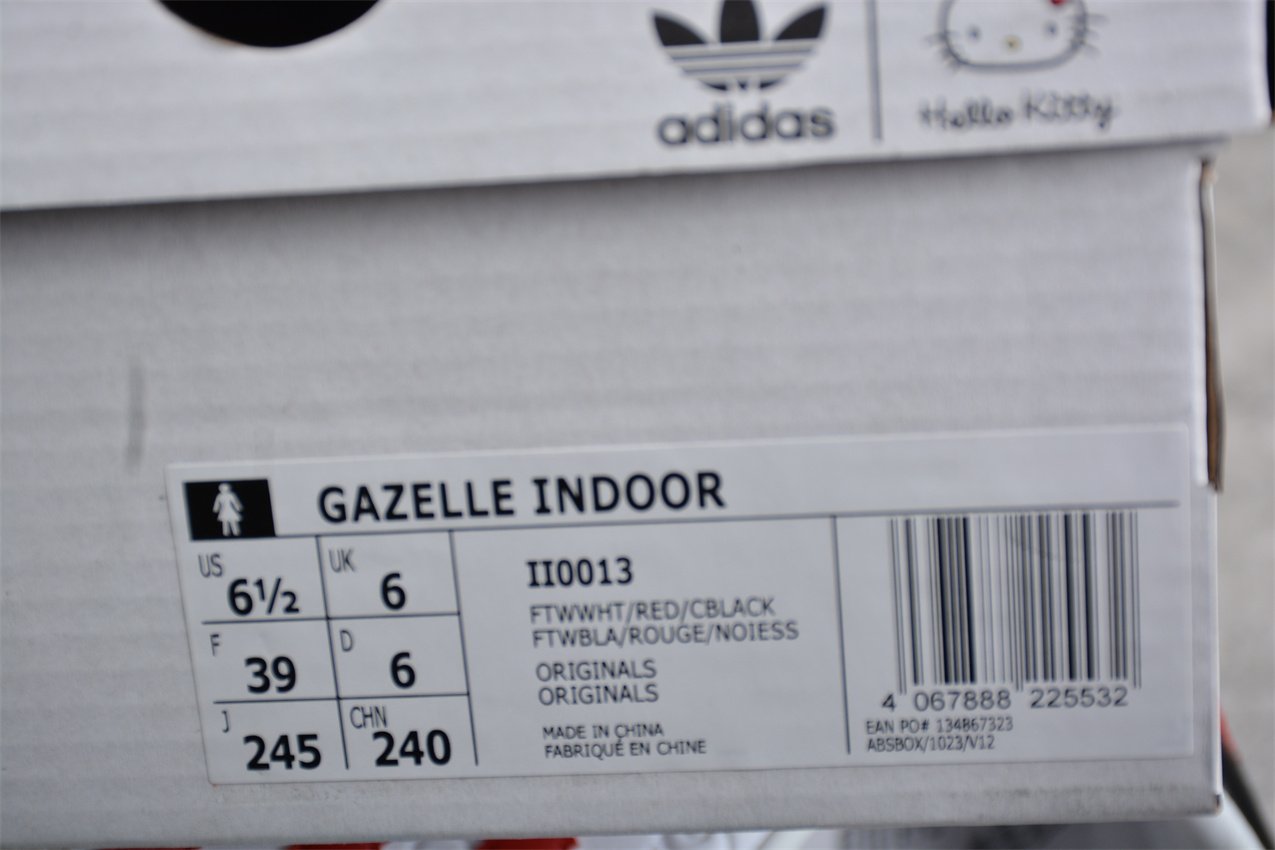 adidas
Hello Kitty
GAZELLE INDOOR
US 6½ UK 6
F 39 D 6
J 245 CHN 240
II0013
FTWWHT/RED/CBLACK
FTWBLA/ROUGE/NOIESS
ORIGINALS
ORIGINALS
MADE IN CHINA
FABRIQUÉ EN CHINE
4 067888 225532
EAN PO# 134867323
ABSBOX/1023/V12